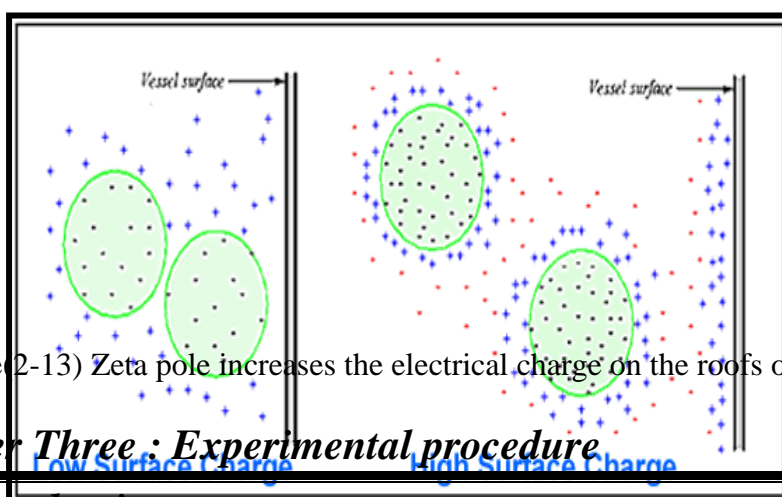 Vessel surface
Vessel surface
(2-13) Zeta pole increases the electrical charge on the roofs
Three : Experimental procedure
Low Surface Charge
High Surface Charge